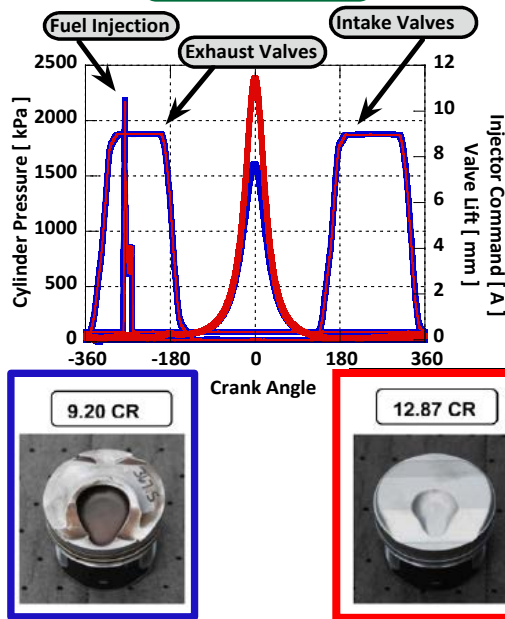 Fuel Injection
Intake Valves
Exhaust Valves
2500
2000
1500
1000
500
0
Cylinder Pressure [ kPa ]
12
10
8
6
4
2
0
Injector Command [ A ]
Valve Lift [ mm ]
-360
-180
0
180
360
Crank Angle
9.20 CR
12.87 CR